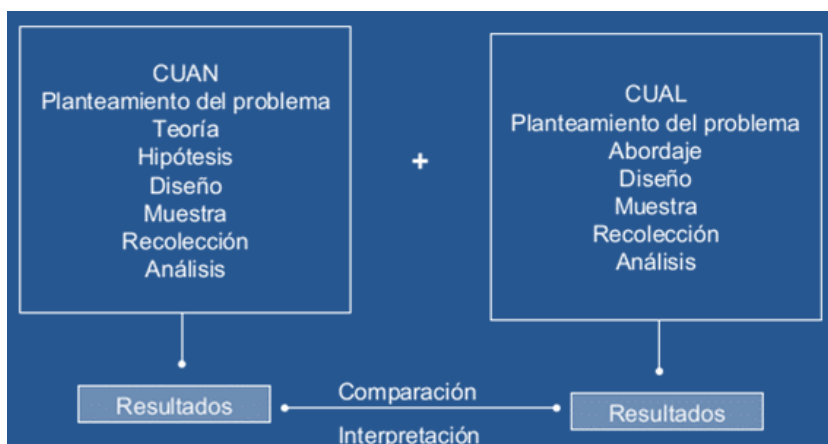 CUAN
Planteamiento del problema
Teoría
Hipótesis
Diseño
Muestra
Recolección
Análisis
+
CUAL
Planteamiento del problema
Abordaje
Diseño
Muestra
Recolección
Análisis
Resultados
Comparación
Interpretación
Resultados